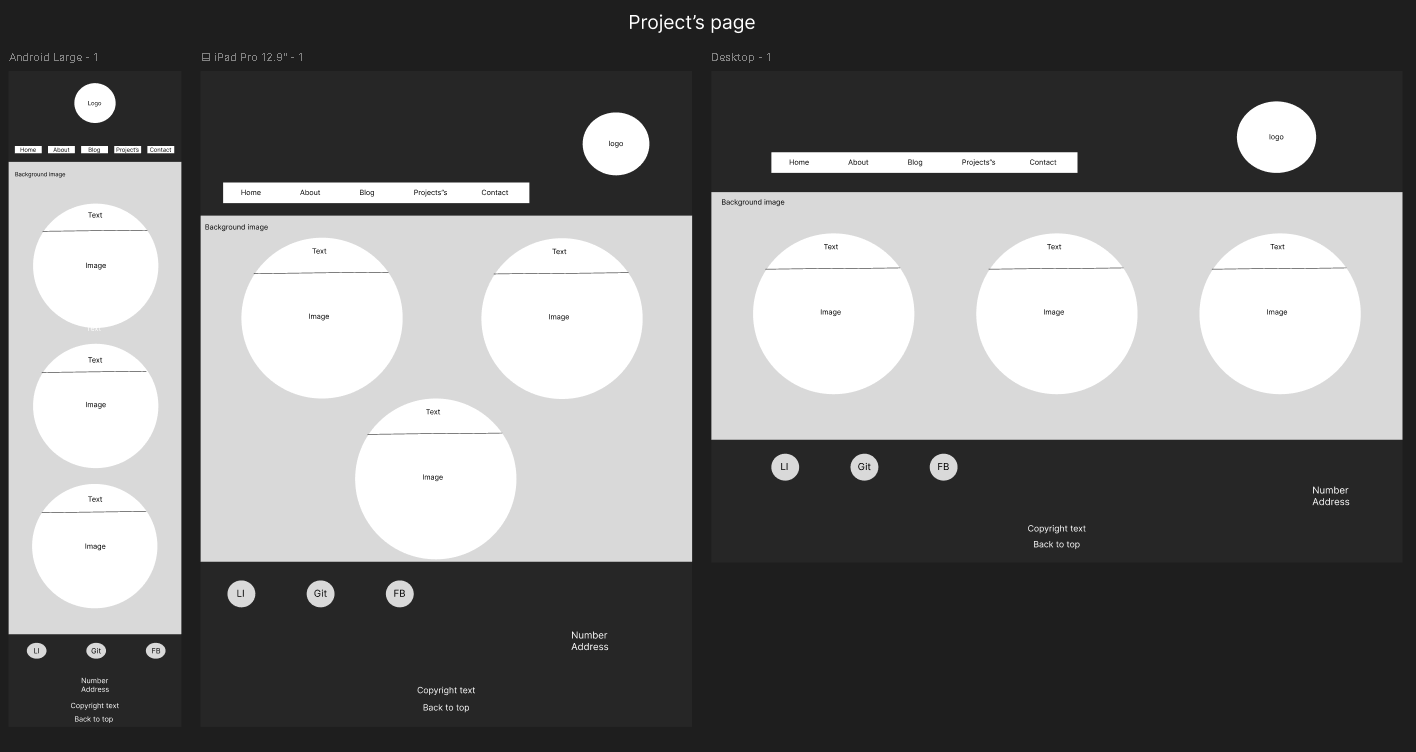 Project's page
Android Large - 1
Logo
Home About Blog Project's Contact
Background image
Text
Image
Text
Image
Text
Image
LI Git FB
Number
Address
Copyright text
Back to top
iPad Pro 12.9" - 1
logo
Home About Blog Projects"s Contact
Background image
Text Text
Image Image
Text
Image
LI Git FB
Number
Address
Copyright text
Back to top
Desktop - 1
logo
Home About Blog Projects"s Contact
Background image
Text Text Text
Image Image Image
LI Git FB
Number
Address
Copyright text
Back to top